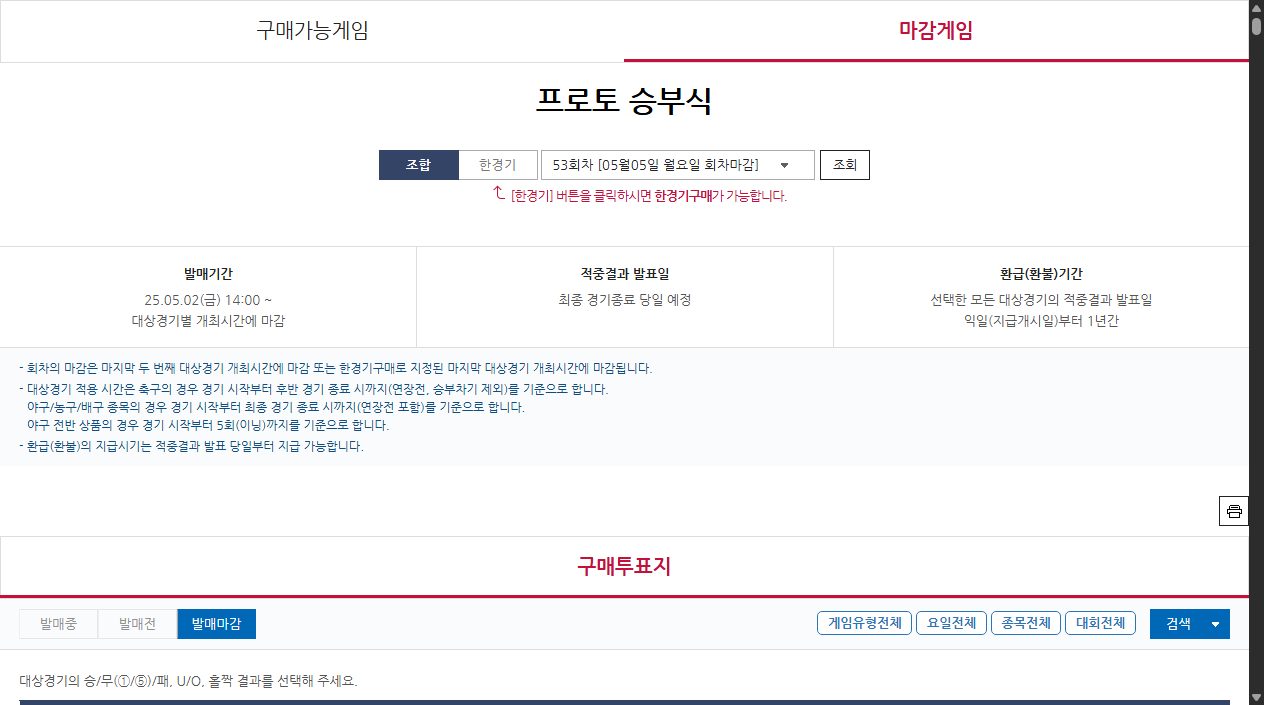 구매가능게임
마감게임
프로토 승부식
조합
한경기
53회차 [05월05일 월요일 회차마감]
조회
[한경기] 버튼을 클릭하시면 한경기구매가 가능합니다.
발매기간
25.05.02(금) 14:00 ~
대상경기별 개최시간에 마감
적중결과 발표일
최종 경기종료 당일 예정
환급(환불)기간
선택한 모든 대상경기의 적중결과 발표일
익일(지급개시일)부터 1년간
- 회차의 마감은 마지막 두 번째 대상경기 개최시간에 마감 또는 한경기구매로 지정된 마지막 대상경기 개최시간에 마감됩니다.
- 대상경기 적용 시간은 축구의 경우 경기 시작부터 후반 경기 종료 시까지(연장전, 승부차기 제외)를 기준으로 합니다.
야구/농구/배구 종목의 경우 경기 시작부터 최종 경기 종료 시까지(연장전 포함)를 기준으로 합니다.
야구 전반 상품의 경우 경기 시작부터 5회(이닝)까지를 기준으로 합니다.
- 환급(환불)의 지급시기는 적중결과 발표 당일부터 지급 가능합니다.
구매투표지
발매중
발매전
발매마감
게임유형전체
요일전체
종목전체
대회전체
검색
대상경기의 승/무(①/⑤)/패, U/O, 홀짝 결과를 선택해 주세요.